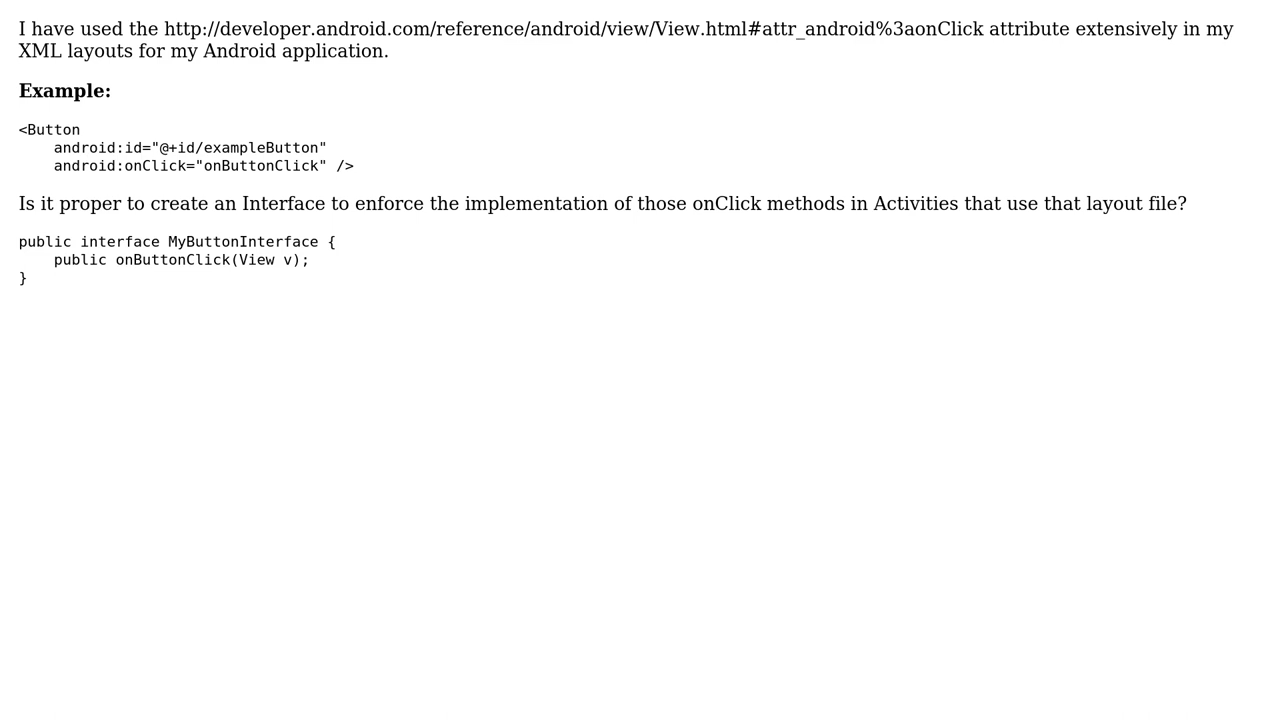 I have used the http://developer.android.com/reference/android/view/View.html#attr_android%3aonClick attribute extensively in my
XML layouts for my Android application.
Example:
<Button
    android:id="@+id/exampleButton"
    android:onClick="onButtonClick" />
Is it proper to create an Interface to enforce the implementation of those onClick methods in Activities that use that layout file?
public interface MyButtonInterface {
    public onButtonClick(View v);
}